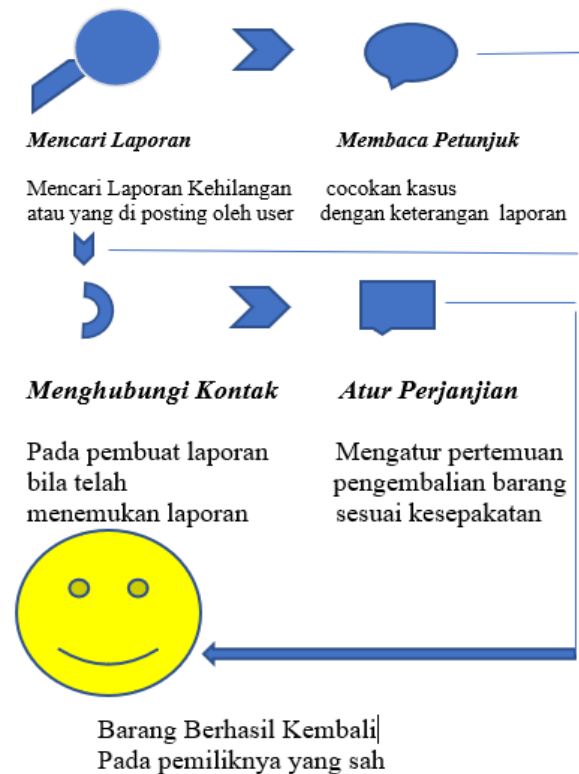 Mencari Laporan
Mencari Laporan Kehilangan
atau yang di posting oleh user
Membaca Petunjuk
cocokan kasus
dengan keterangan laporan
Menghubungi Kontak
Pada pembuat laporan
bila telah
menemukan laporan
Atur Perjanjian
Mengatur pertemuan
pengembalian barang
sesuai kesepakatan
Barang Berhasil Kembali
Pada pemiliknya yang sah